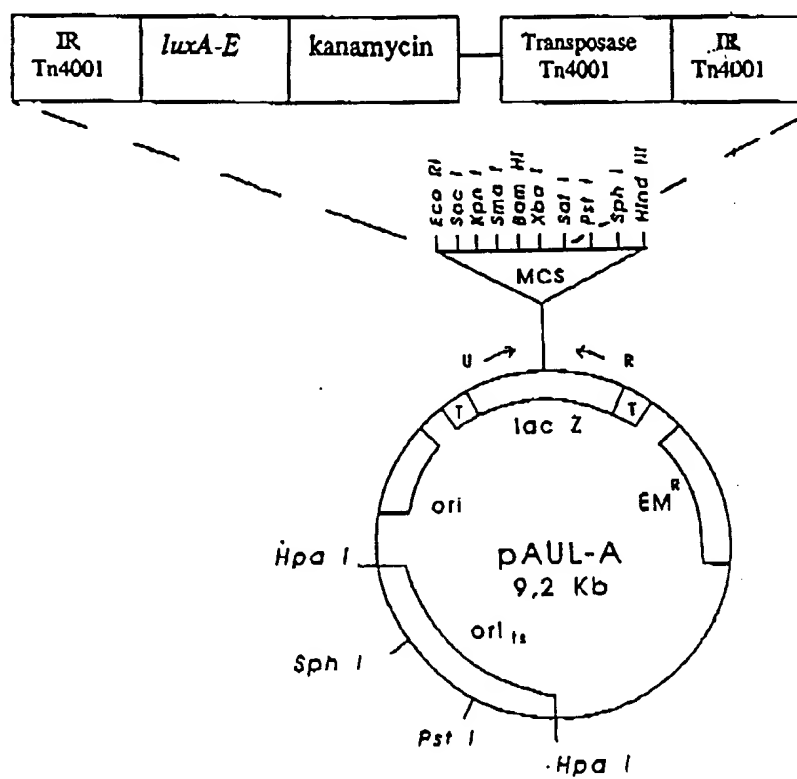 IR Tn4001
luxA-E
kanamycin
Transposase Tn4001
IR Tn4001
Eco RI
Sac I
Kpn I
Sma I
Bam HI
Xba I
Sal I
Pst I
Sph I
Hind III
MCS
U
R
T
lac Z
T
ori
EM R
Hpa I
pAUL-A
9,2 Kb
ori ts
Sph I
Pst I
Hpa I